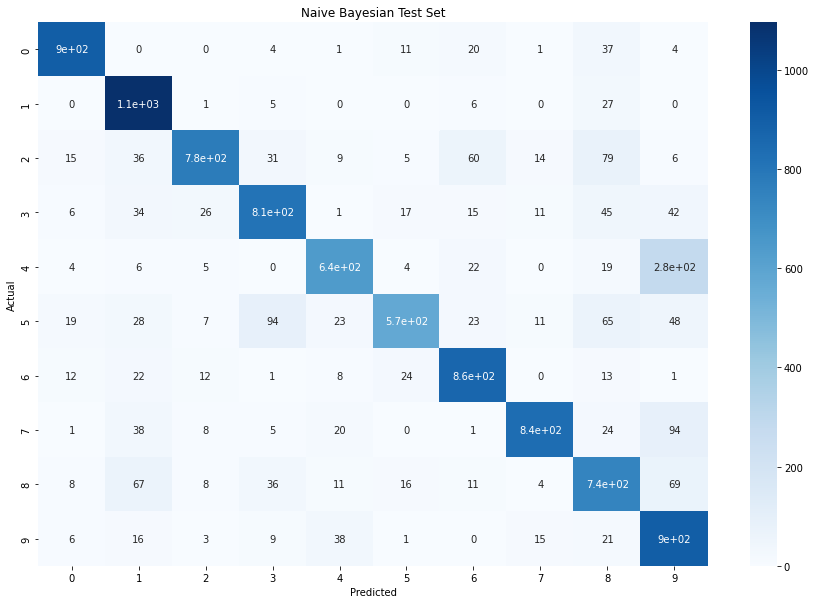 Naive Bayesian Test Set
0 9e+02 0 0 4 1 11 20 1 37 4
1 0 1.1e+03 1 5 0 0 6 0 27 0
2 15 36 7.8e+02 31 9 5 60 14 79 6
3 6 34 26 8.1e+02 1 17 15 11 45 42
4 4 6 5 0 6.4e+02 4 22 0 19 2.8e+02
Actual
5 19 28 7 94 23 5.7e+02 23 11 65 48
6 12 22 12 1 8 24 8.6e+02 0 13 1
7 1 38 8 5 20 0 1 8.4e+02 24 94
8 8 67 8 36 11 16 11 4 7.4e+02 69
9 6 16 3 9 38 1 0 15 21 9e+02
0 1 2 3 4 5 6 7 8 9
Predicted
1000
800
600
400
200
0